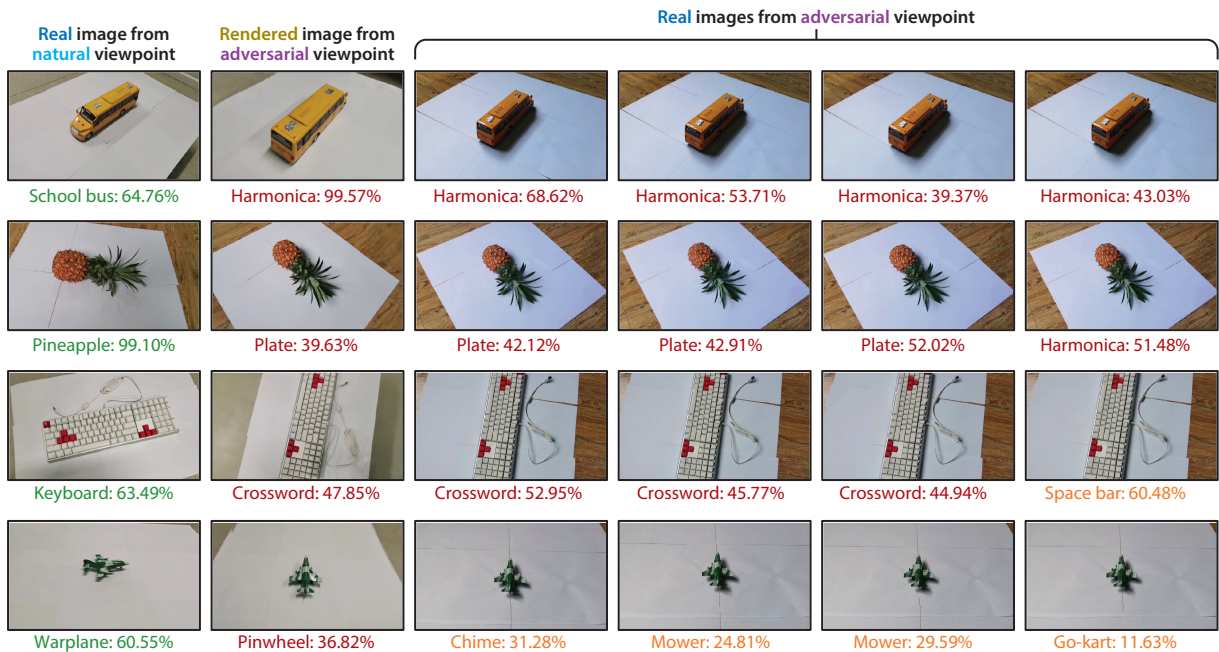 Real images from adversarial viewpoint
Real image from
natural viewpoint
Rendered image from
adversarial viewpoint
School bus: 64.76%
Harmonica: 99.57%
Harmonica: 68.62%
Harmonica: 53.71%
Harmonica: 39.37%
Harmonica: 43.03%
Pineapple: 99.10%
Plate: 39.63%
Plate: 42.12%
Plate: 42.91%
Plate: 52.02%
Harmonica: 51.48%
Keyboard: 63.49%
Crossword: 47.85%
Crossword: 52.95%
Crossword: 45.77%
Crossword: 44.94%
Space bar: 60.48%
Warplane: 60.55%
Pinwheel: 36.82%
Chime: 31.28%
Mower: 24.81%
Mower: 29.59%
Go-kart: 11.63%